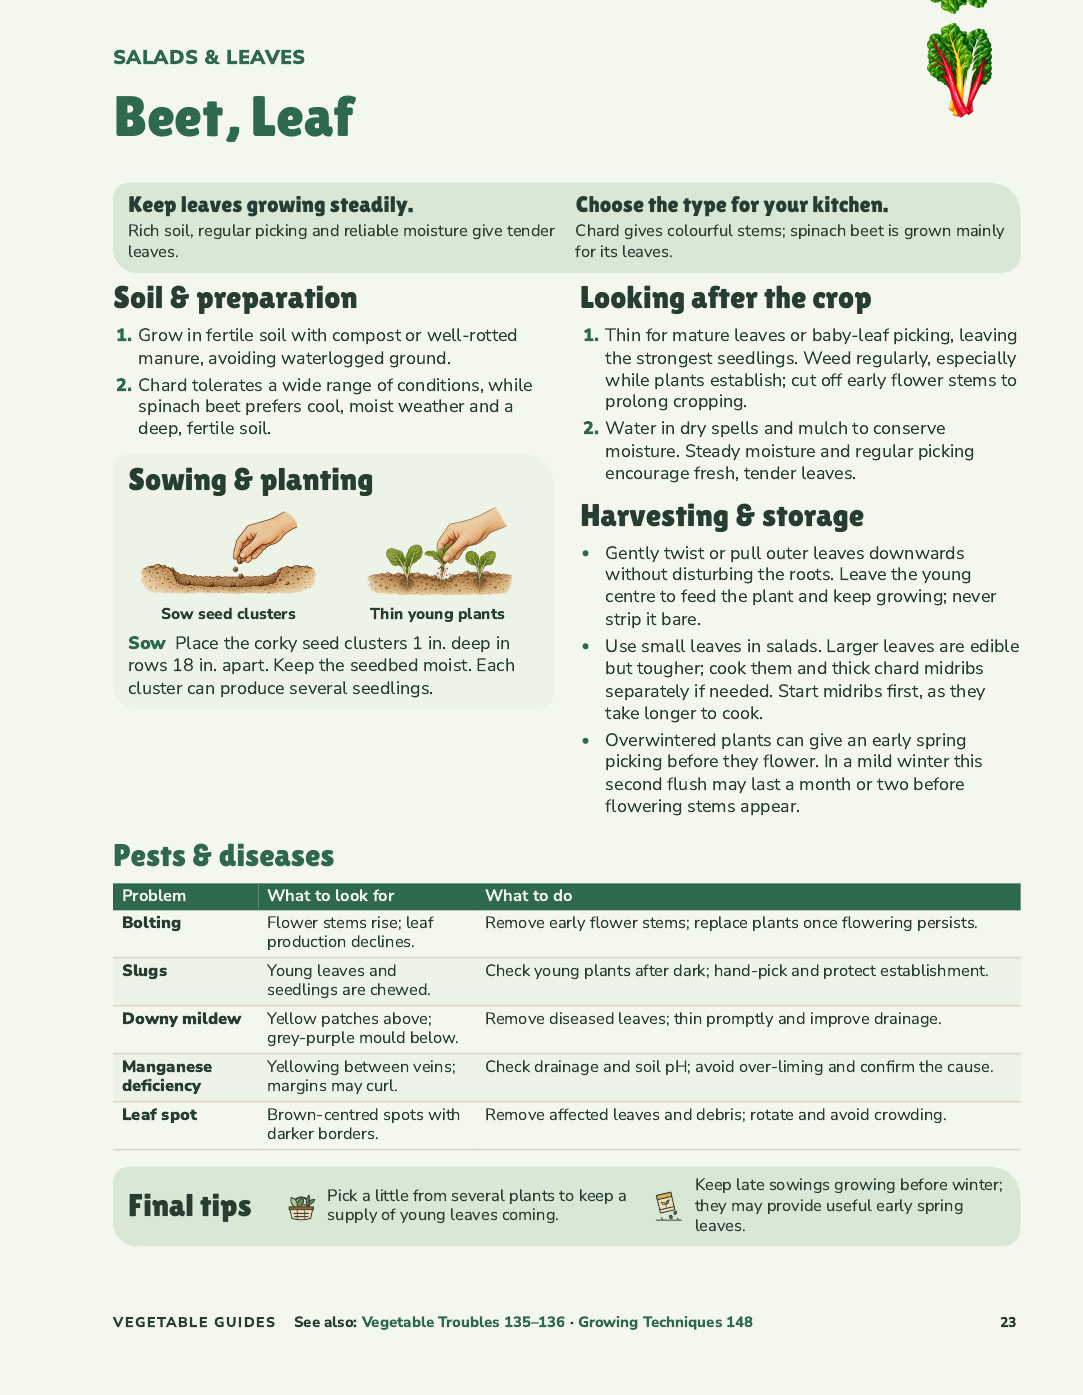 SALADS & LEAVES
Beet, Leaf
Keep leaves growing steadily.
Rich soil, regular picking and reliable moisture give tender
leaves.
Choose the type for your kitchen.
Chard gives colourful stems; spinach beet is grown mainly
for its leaves.
Soil & preparation
1. Grow in fertile soil with compost or well-rotted
manure, avoiding waterlogged ground.
2. Chard tolerates a wide range of conditions, while
spinach beet prefers cool, moist weather and a
deep, fertile soil.
Sowing & planting
Sow seed clusters
Thin young plants
Sow Place the corky seed clusters 1 in. deep in
rows 18 in. apart. Keep the seedbed moist. Each
cluster can produce several seedlings.
Looking after the crop
1. Thin for mature leaves or baby-leaf picking, leaving
the strongest seedlings. Weed regularly, especially
while plants establish; cut off early flower stems to
prolong cropping.
2. Water in dry spells and mulch to conserve
moisture. Steady moisture and regular picking
encourage fresh, tender leaves.
Harvesting & storage
• Gently twist or pull outer leaves downwards
without disturbing the roots. Leave the young
centre to feed the plant and keep growing; never
strip it bare.
• Use small leaves in salads. Larger leaves are edible
but tougher; cook them and thick chard midribs
separately if needed. Start midribs first, as they
take longer to cook.
• Overwintered plants can give an early spring
picking before they flower. In a mild winter this
second flush may last a month or two before
flowering stems appear.
Pests & diseases
Problem What to look for What to do
Bolting Flower stems rise; leaf Remove early flower stems; replace plants once flowering persists.
production declines.
Slugs Young leaves and Check young plants after dark; hand-pick and protect establishment.
seedlings are chewed.
Downy mildew Yellow patches above; Remove diseased leaves; thin promptly and improve drainage.
grey-purple mould below.
Manganese Yellowing between veins; Check drainage and soil pH; avoid over-liming and confirm the cause.
deficiency margins may curl.
Leaf spot Brown-centred spots with Remove affected leaves and debris; rotate and avoid crowding.
darker borders.
Final tips
Pick a little from several plants to keep a
supply of young leaves coming.
Keep late sowings growing before winter;
they may provide useful early spring
leaves.
VEGETABLE GUIDES See also: Vegetable Troubles 135–136 · Growing Techniques 148 23